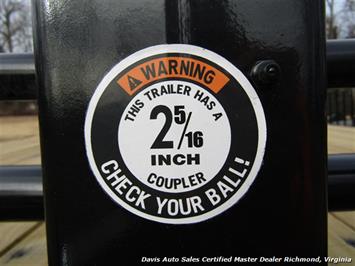 WARNING
THIS TRAILER HAS A
2 5/16
INCH
COUPLER
CHECK YOUR BALL!
Davis Auto Sales Certified Master Dealer Richmond, Virginia